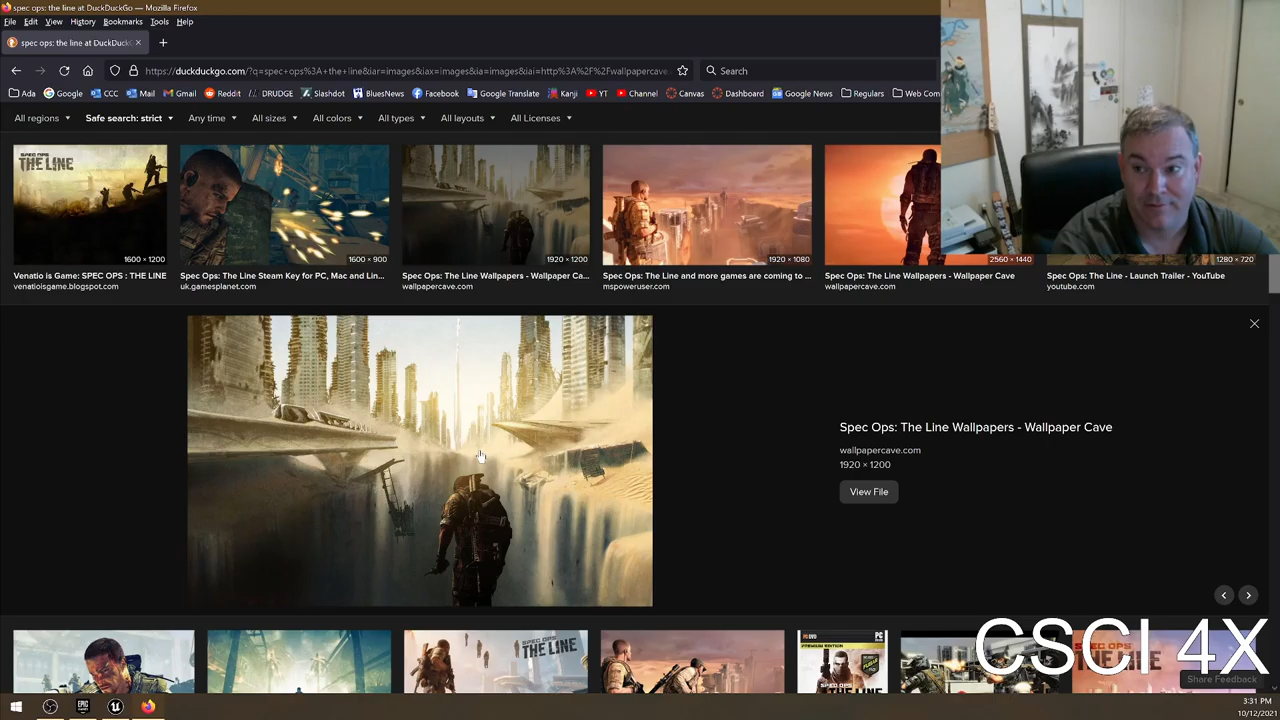 spec ops: the line at DuckDuckGo — Mozilla Firefox
File Edit View History Bookmarks Tools Help
spec ops: the line at DuckDuckG
https://duckduckgo.com/?q=spec+ops%3A+the+line&iar=images&iax=images&ia=images&iai=http%3A%2F%2Fwallpapercave.
Search
Ada Google CCC Mail Gmail Reddit DRUDGE Slashdot BluesNews Facebook Google Translate Kanji YT Channel Canvas Dashboard Google News Regulars Web Com
All regions Safe search: strict Any time All sizes All colors All types All layouts All Licenses
SPEC OPS
THE LINE
1600 × 1200 1600 × 900 1920 × 1200 1920 × 1080 2560 × 1440 1280 × 720
Venatio is Game: SPEC OPS : THE LINE
venatioisgame.blogspot.com
Spec Ops: The Line Steam Key for PC, Mac and Lin...
uk.gamesplanet.com
Spec Ops: The Line Wallpapers - Wallpaper Ca...
wallpapercave.com
Spec Ops: The Line and more games are coming to ...
mspoweruser.com
Spec Ops: The Line Wallpapers - Wallpaper Cave
wallpapercave.com
Spec Ops: The Line - Launch Trailer - YouTube
youtube.com
Spec Ops: The Line Wallpapers - Wallpaper Cave
wallpapercave.com
1920 × 1200
View File
SPEC OPS
THE LINE
PC
PREMIUM EDITION
THE LINE
CSCI 4X
Share Feedback
EPIC
3:31 PM
10/12/2021